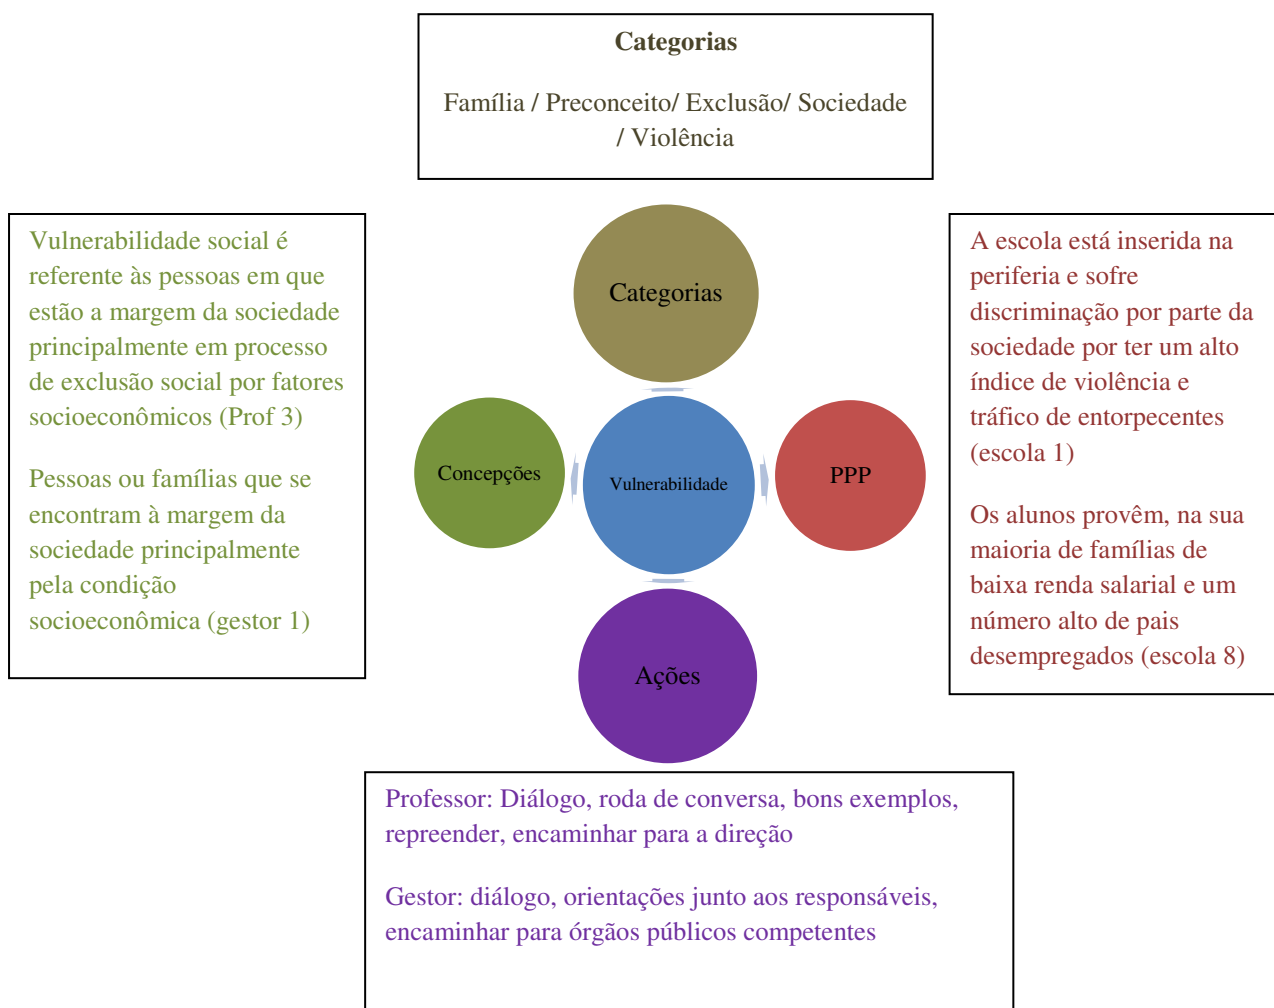 Categorias
Família / Preconceito/ Exclusão/ Sociedade
/ Violência
Vulnerabilidade social é
referente às pessoas em que
estão a margem da sociedade
principalmente em processo
de exclusão social por fatores
socioeconômicos (Prof 3)
Pessoas ou famílias que se
encontram à margem da
sociedade principalmente
pela condição
socioeconômica (gestor 1)
Categorias
Concepções
Vulnerabilidade
PPP
Ações
A escola está inserida na
periferia e sofre
discriminação por parte da
sociedade por ter um alto
índice de violência e
tráfico de entorpecentes
(escola 1)
Os alunos provêm, na sua
maioria de famílias de
baixa renda salarial e um
número alto de pais
desempregados (escola 8)
Professor: Diálogo, roda de conversa, bons exemplos,
repreender, encaminhar para a direção
Gestor: diálogo, orientações junto aos responsáveis,
encaminhar para órgãos públicos competentes